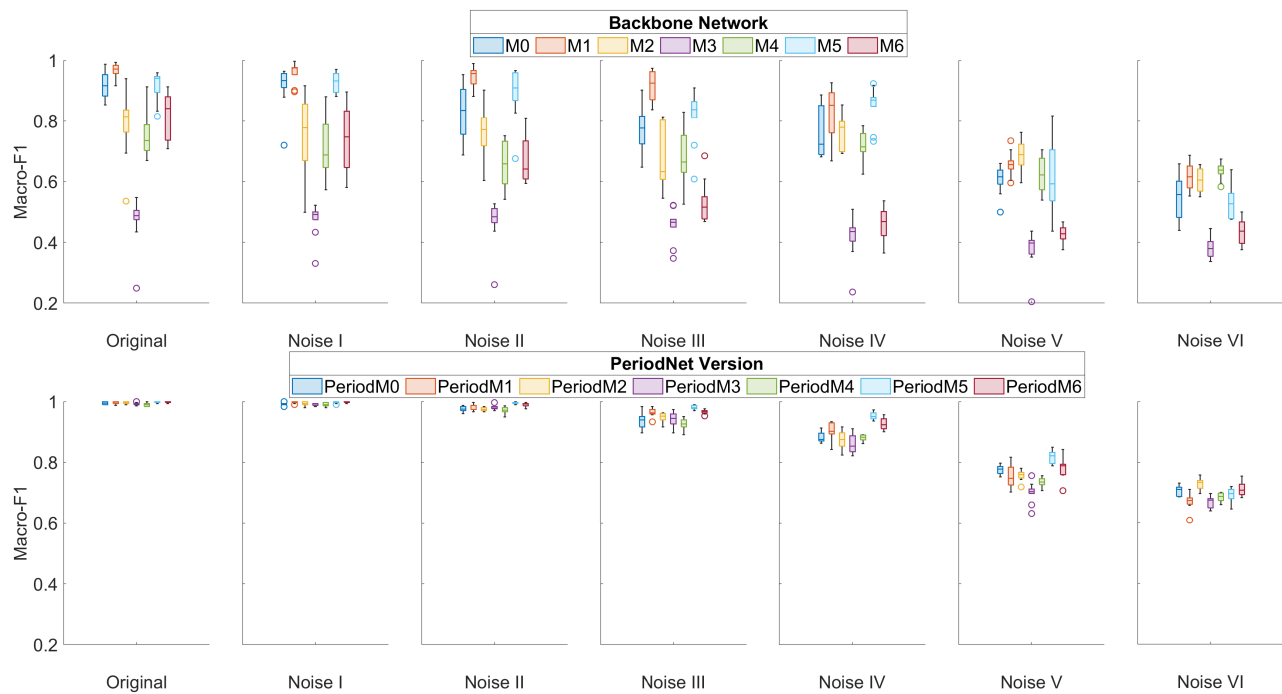 Backbone Network
M0 M1 M2 M3 M4 M5 M6
Macro-F1
1
0.8
0.6
0.4
0.2
Original Noise I Noise II Noise III Noise IV Noise V Noise VI
PeriodNet Version
PeriodM0 PeriodM1 PeriodM2 PeriodM3 PeriodM4 PeriodM5 PeriodM6
Macro-F1
1
0.8
0.6
0.4
0.2
Original Noise I Noise II Noise III Noise IV Noise V Noise VI